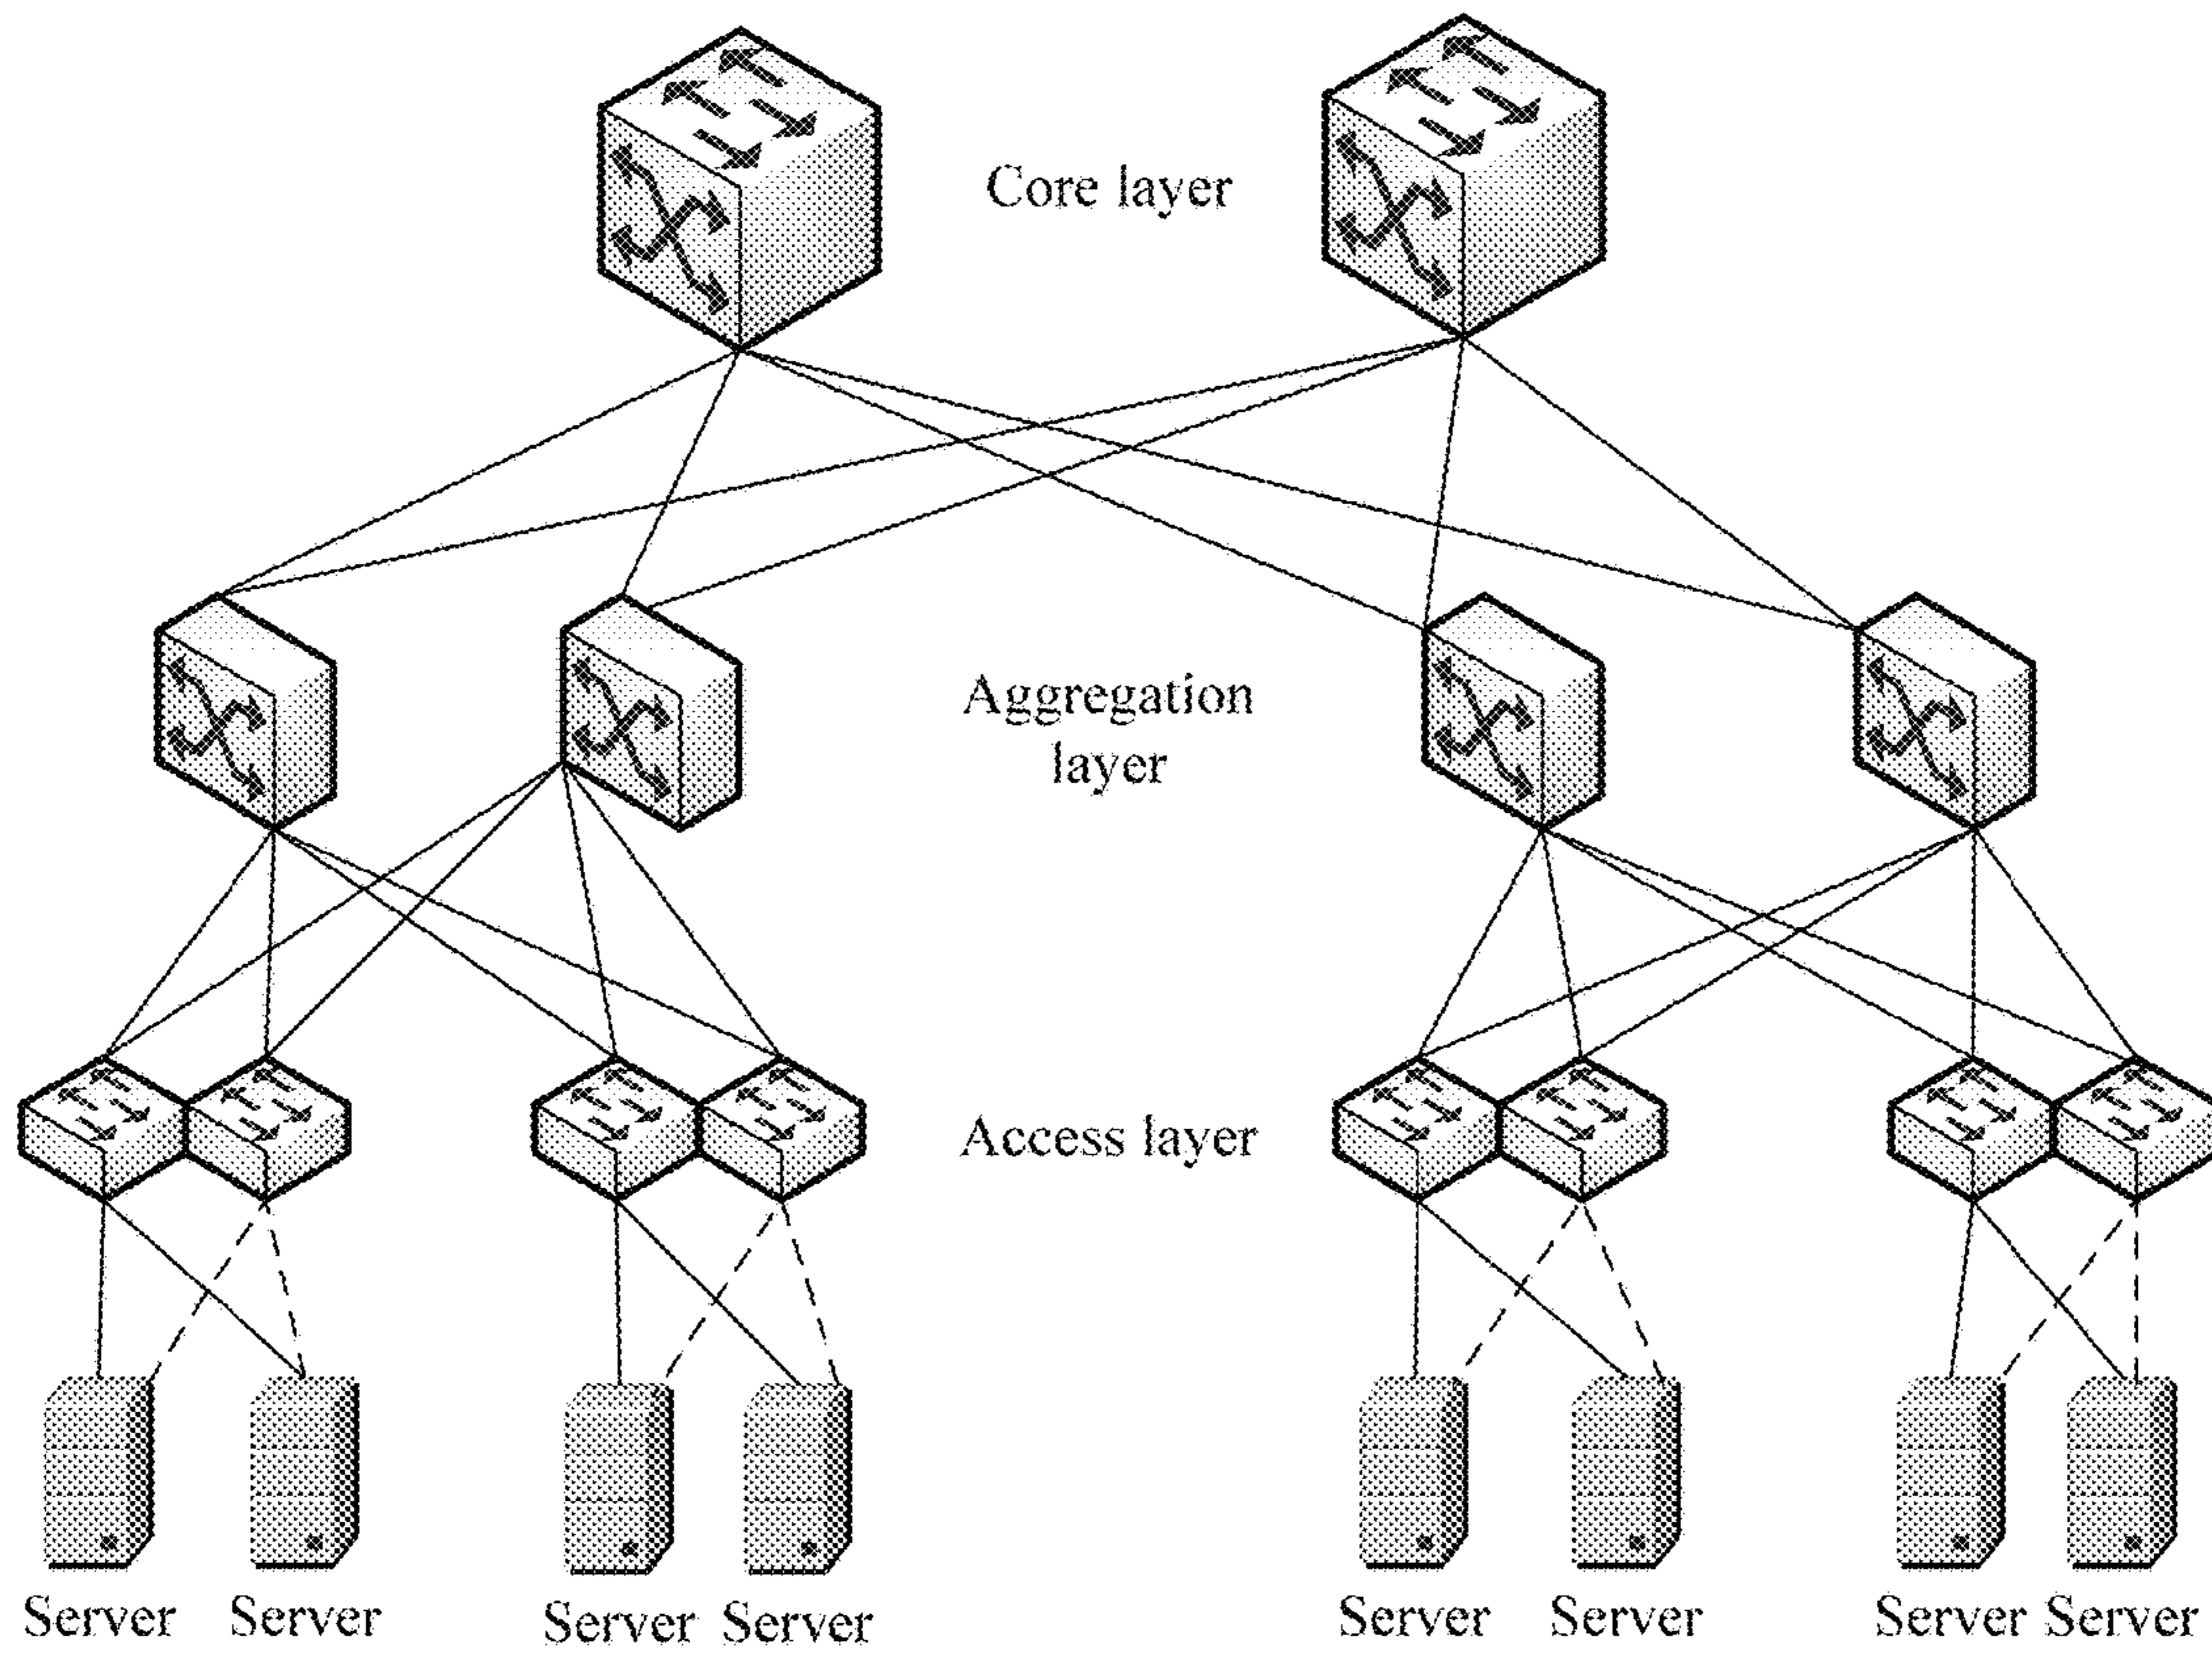 Core layer
Aggregation
layer
Access layer
Server Server Server Server Server Server Server Server